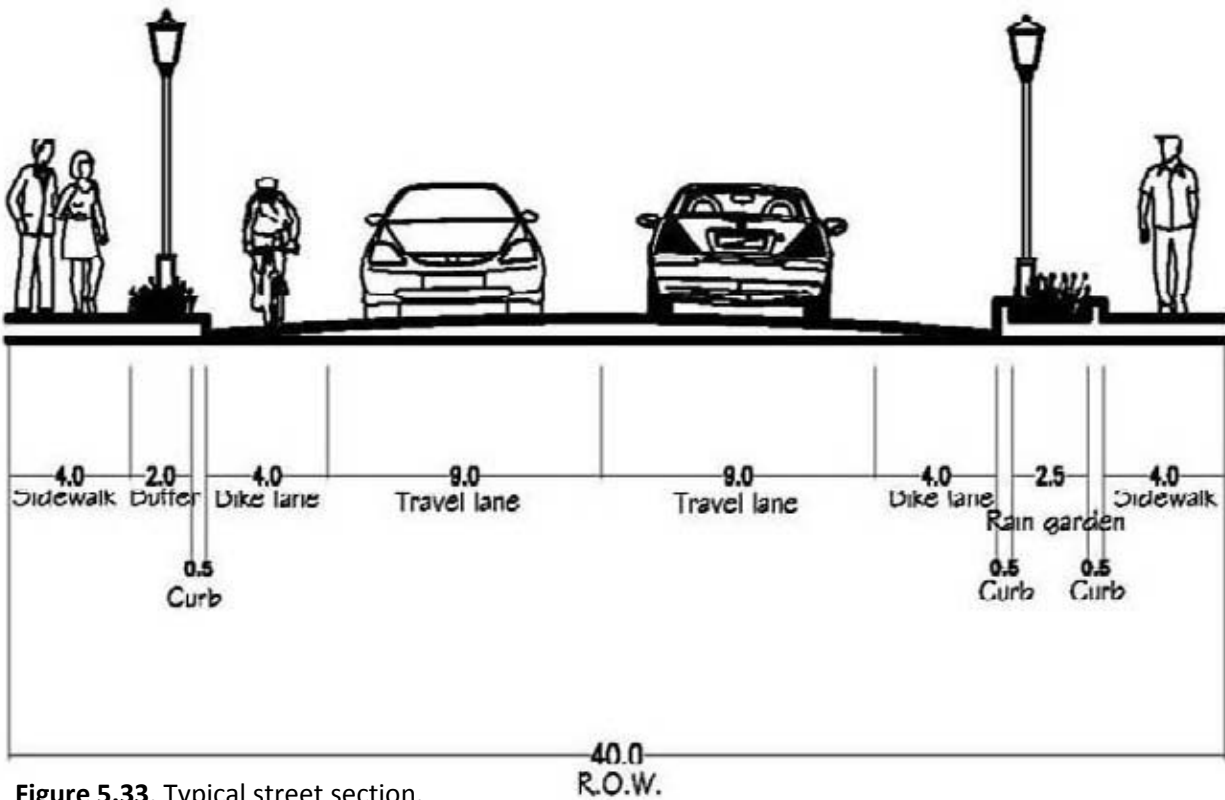 4.0 2.0 4.0 9.0 9.0 4.0 2.5 4.0
Sidewalk Buffer Bike lane Travel lane Travel lane Bike lane Rain garden Sidewalk
0.5 0.5 0.5
Curb Curb Curb
40.0
R.O.W.
Figure 5.33. Typical street section.